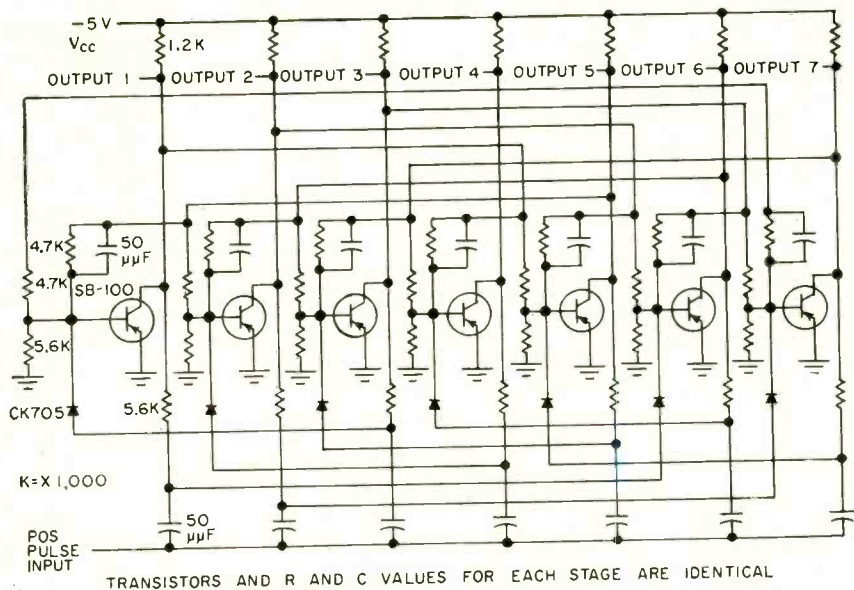 -5 V
Vcc
1.2K
OUTPUT 1 OUTPUT 2 OUTPUT 3 OUTPUT 4 OUTPUT 5 OUTPUT 6 OUTPUT 7
4.7K
50
μμF
4.7K
SB-100
5.6K
CK705
5.6K
K=X 1,000
50
μμF
POS
PULSE
INPUT
TRANSISTORS AND R AND C VALUES FOR EACH STAGE ARE IDENTICAL